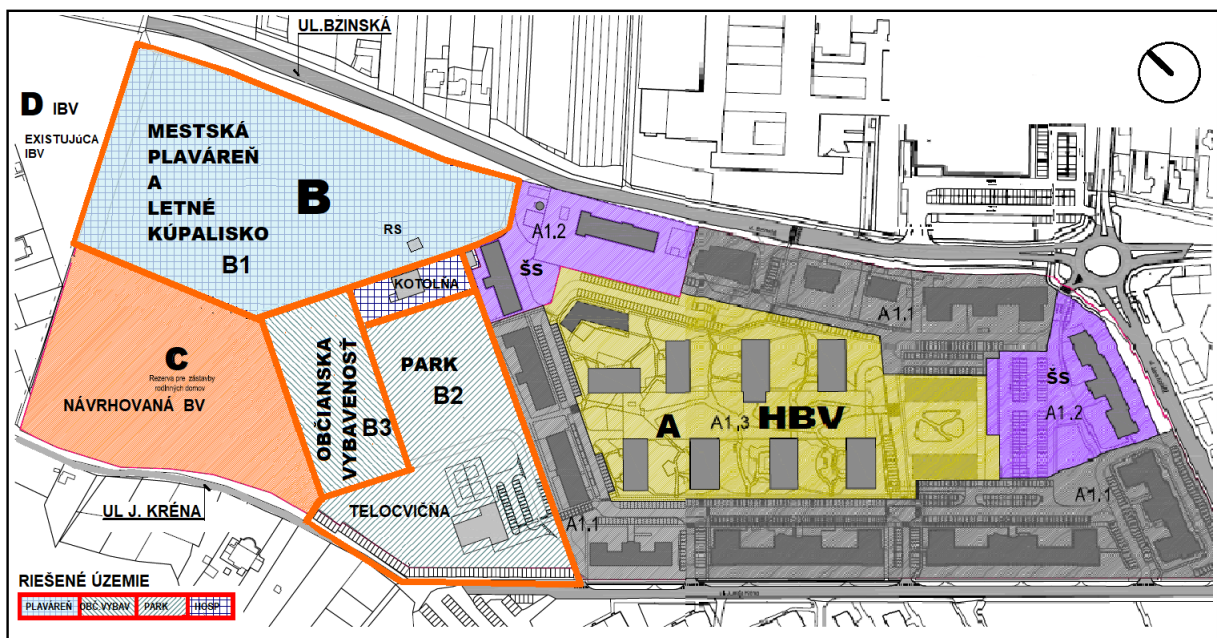 UL.BZINSKÁ
D IBV
EXISTUJúCA
IBV
MESTSKÁ
PLAVÁREŇ
A
LETNÉ
KÚPALISKO
B
B1
RS
KOTOLŇA
A1,2
ŠS
A1,1
C
Rezerva pre zástavby
rodinných domov
NÁVRHOVANÁ BV
OBČIANSKA
VYBAVENOSŤ
B3
PARK
B2
A
A1,3
HBV
ŠS
A1,2
A1,1
TELOCVIČŇA
A1,1
UL J. KRÉNA
RIEŠENÉ ÚZEMIE
PLAVÁREŇ
OBČ.VYBAV
PARK
HOSP